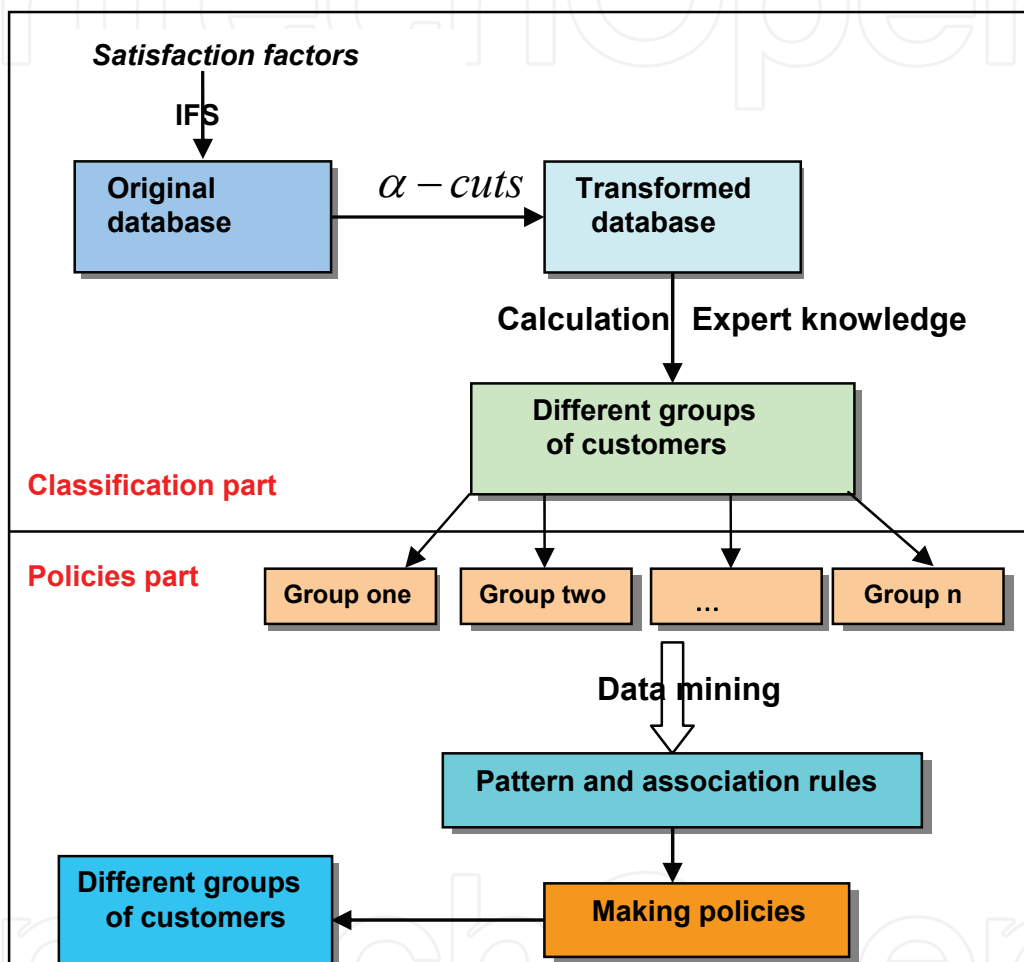 Satisfaction factors
IFS
Original
database
α – cuts
Transformed
database
Calculation
Expert knowledge
Different groups
of customers
Classification part
Policies part
Group one
Group two
...
Group n
Data mining
Pattern and association rules
Different groups
of customers
Making policies